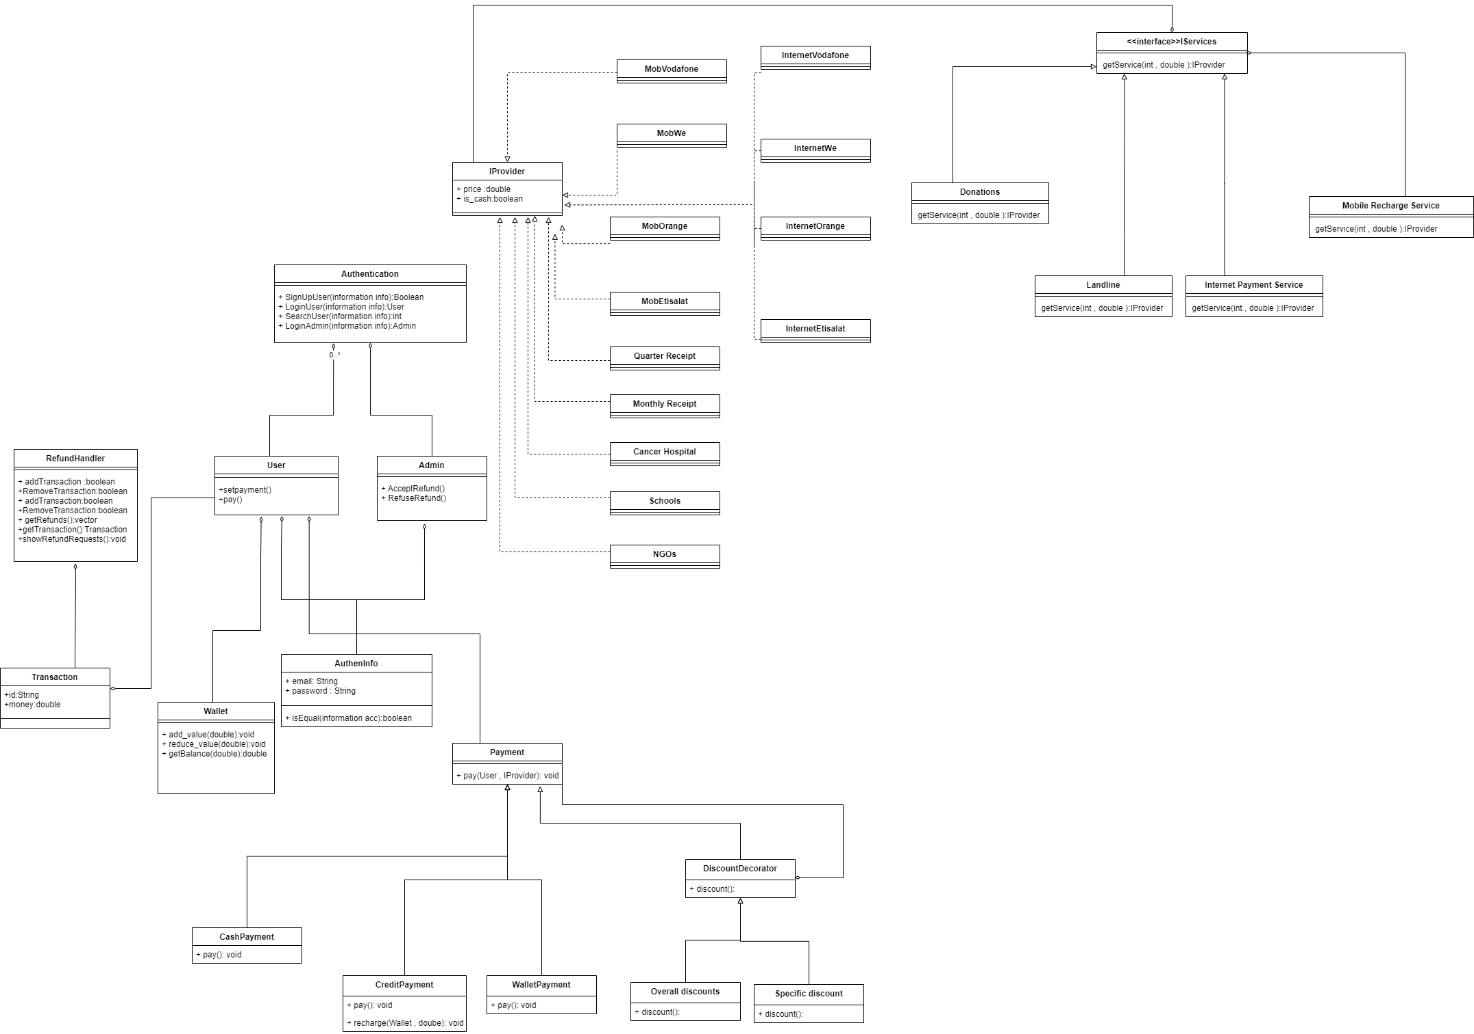 <<interface>>IServices
getService(int , double ):IProvider
InternetVodafone
MobVodafone
MobWe
InternetWe
IProvider
+ price :double
+ is_cash:boolean
Donations
getService(int , double ):IProvider
Mobile Recharge Service
getService(int , double ):IProvider
MobOrange
InternetOrange
Authentication
+ SignUpUser(information info):Boolean
+ LoginUser(information info):User
+ SearchUser(information info):int
+ LoginAdmin(information info):Admin
0..*
Landline
getService(int , double ):IProvider
Internet Payment Service
getService(int , double ):IProvider
MobEtisalat
InternetEtisalat
Quarter Receipt
Monthly Receipt
Cancer Hospital
Schools
NGOs
RefundHandler
+ addTransaction :boolean
+RemoveTransaction:boolean
+ addTransaction:boolean
+RemoveTransaction:boolean
+ getRefunds():vector
+getTransaction():Transaction
+showRefundRequests():void
User
+setpayment()
+pay()
Admin
+ AcceptRefund()
+ RefuseRefund()
Transaction
+id:String
+money:double
Wallet
+ add_value(double):void
+ reduce_value(double):void
+ getBalance(double):double
AuthenInfo
+ email: String
+ password : String
+ isEqual(information acc):boolean
Payment
+ pay(User , IProvider): void
DiscountDecorator
+ discount():
CashPayment
+ pay(): void
CreditPayment
+ pay(): void
+ recharge(Wallet , doube): void
WalletPayment
+ pay(): void
Overall discounts
+ discount():
Specific discount
+ discount():